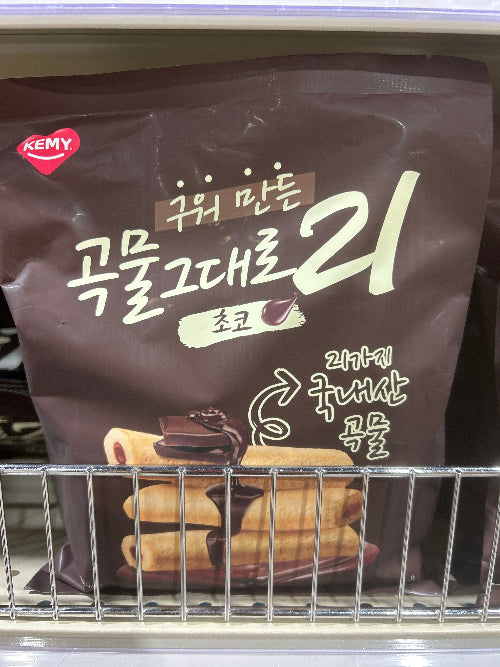 KEMY
구워 만든
곡물그대로21
초코
21가지
국내산
곡물